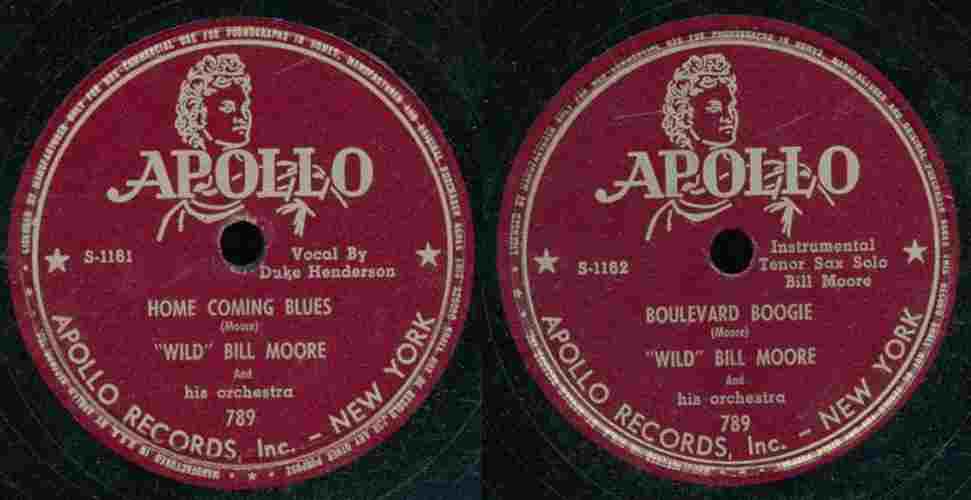 APOLLO
S-1181
Vocal By
Duke Henderson
HOME COMING BLUES
(Moore)
"WILD" BILL MOORE
And
his orchestra
789
APOLLO RECORDS, Inc. - NEW YORK
APOLLO
S-1182
Instrumental
Tenor Sax Solo
Bill Moore
BOULEVARD BOOGIE
(Moore)
"WILD" BILL MOORE
And
his orchestra
789
APOLLO RECORDS, Inc. - NEW YORK